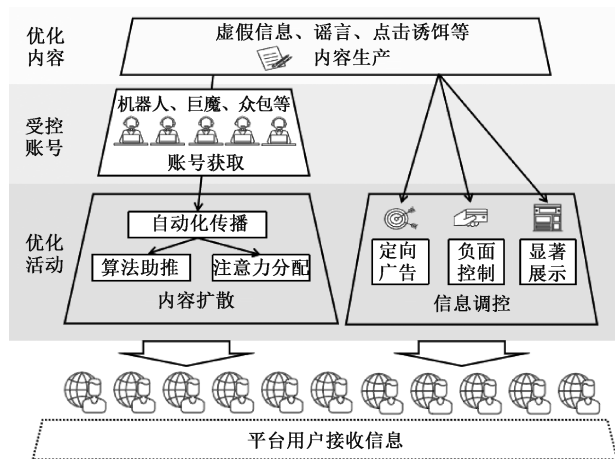 优化
内容
虚假信息、谣言、点击诱饵等
内容生产
受控
账号
机器人、巨魔、众包等
账号获取
优化
活动
自动化传播
算法助推
注意力分配
内容扩散
定向
广告
负面
控制
显著
展示
信息调控
平台用户接收信息